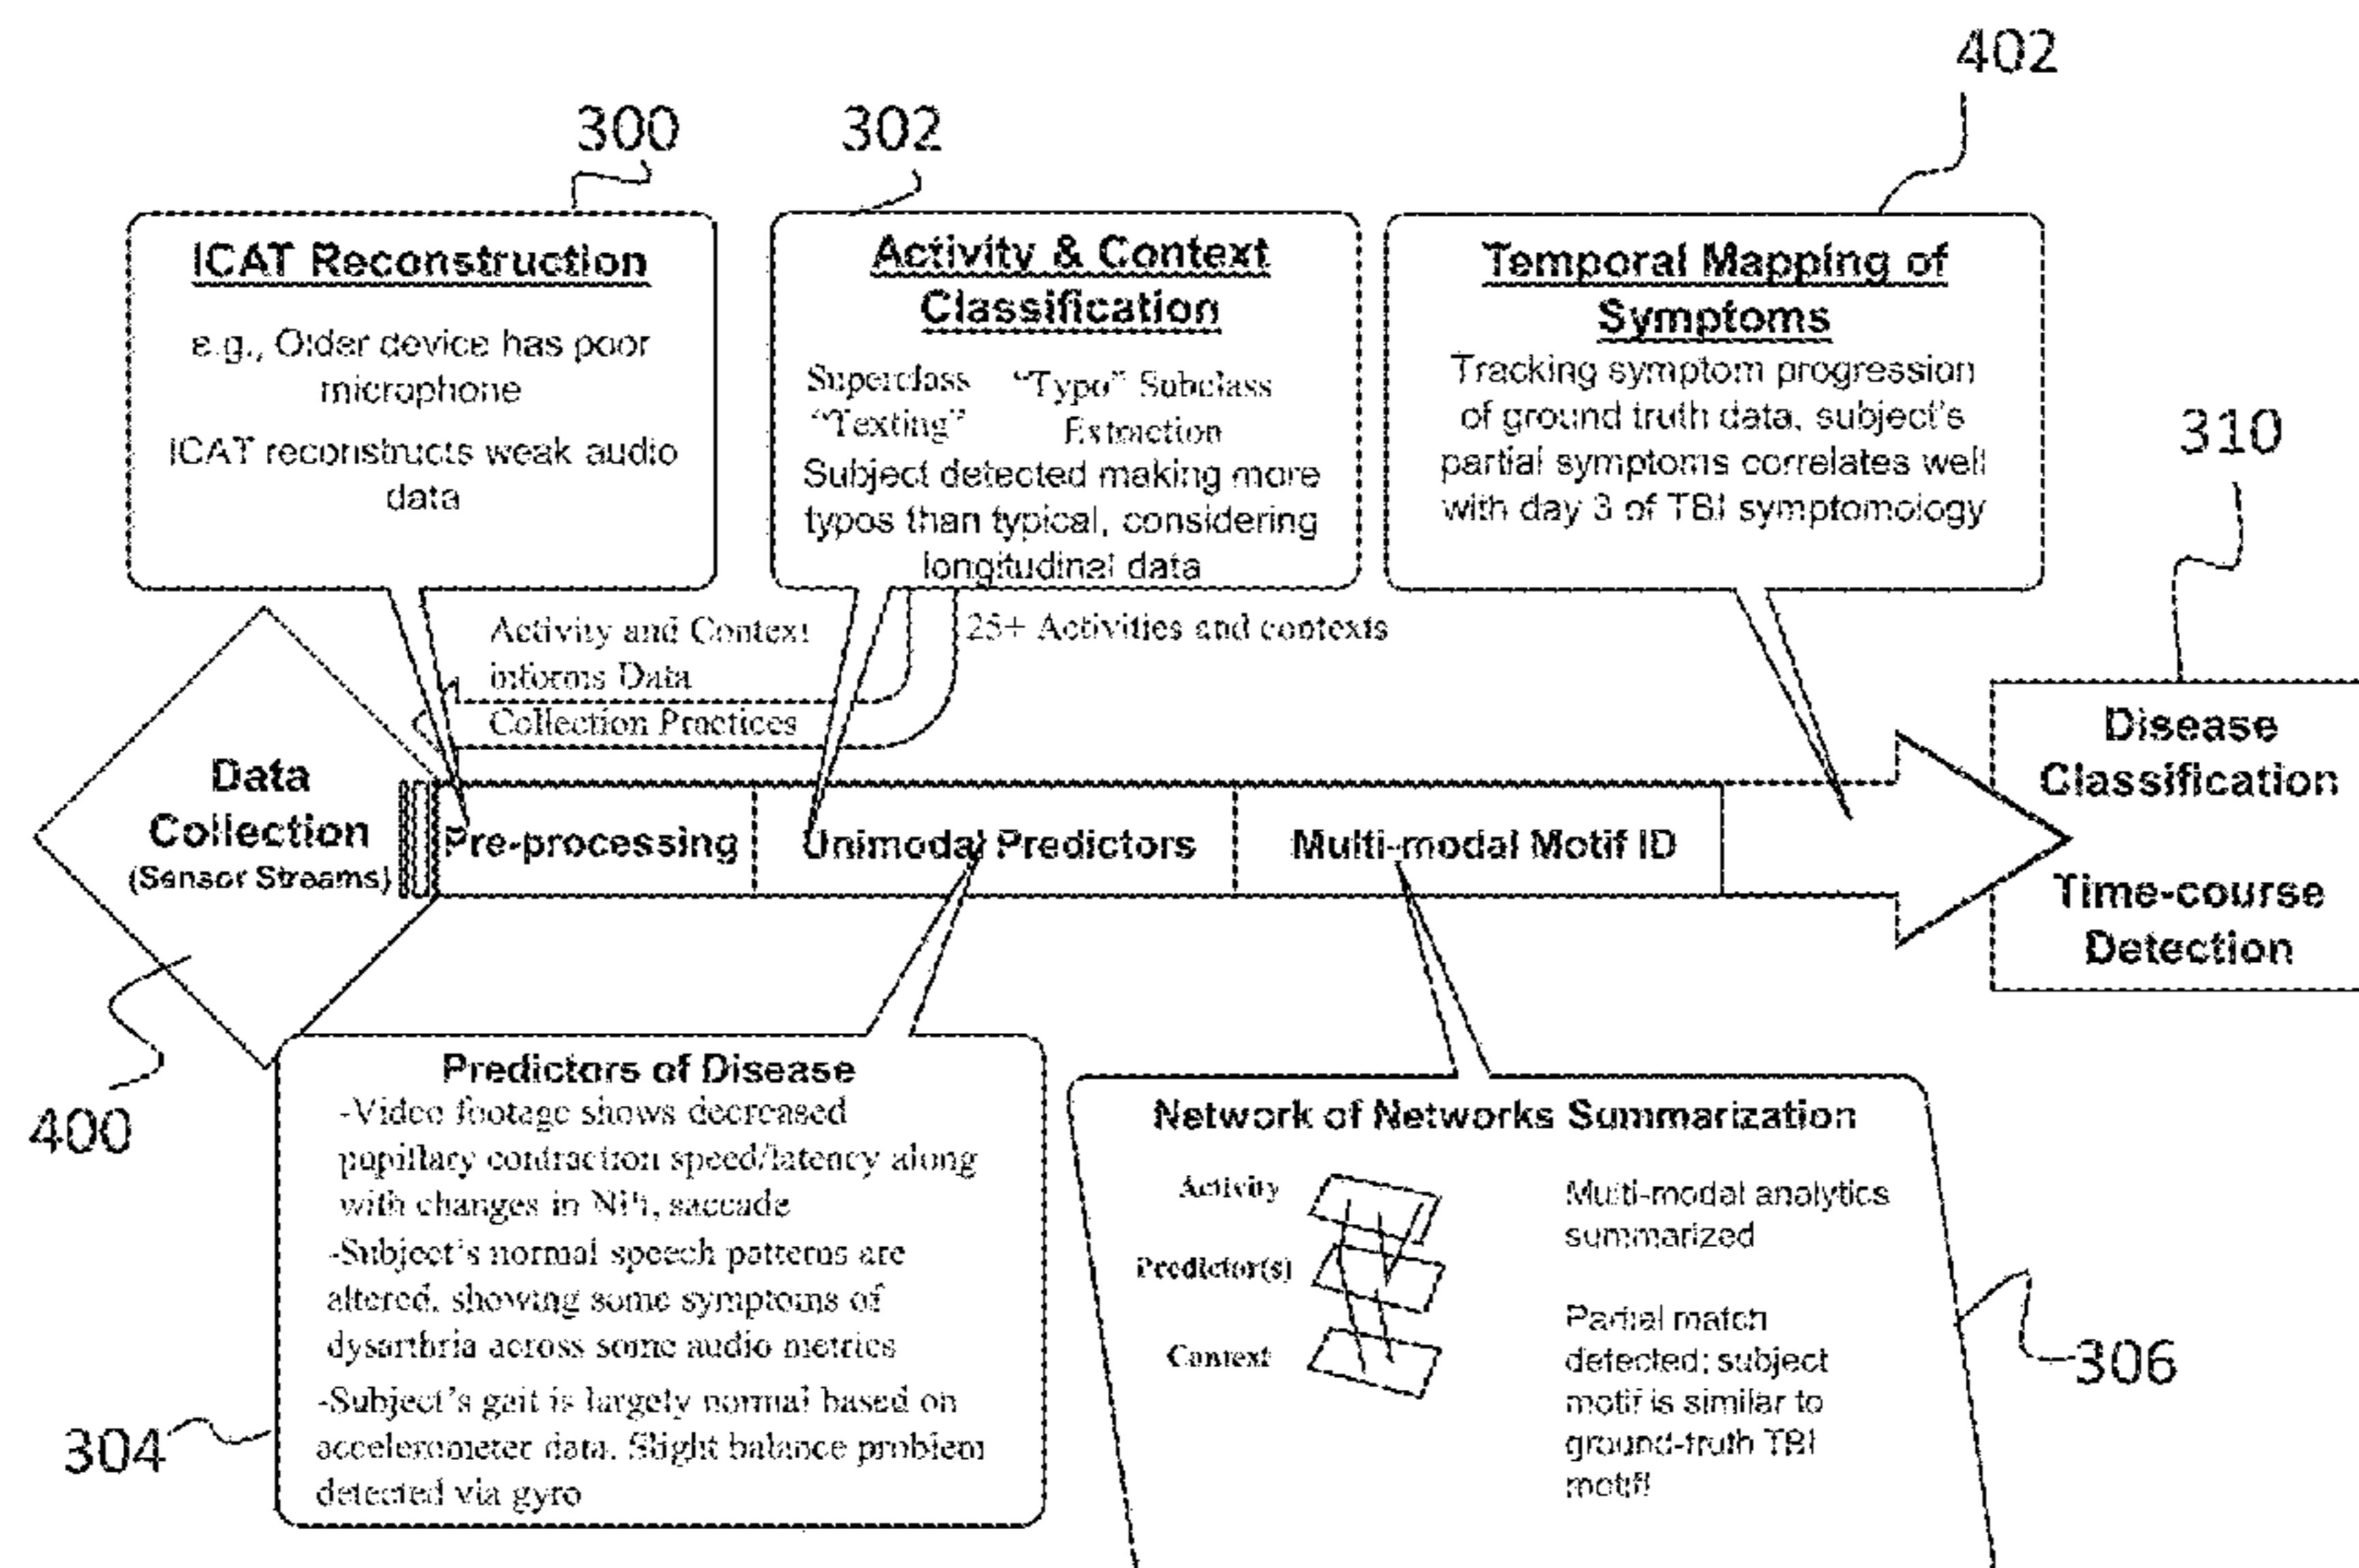 402
300
302
ICAT Reconstruction
e.g., Older device has poor
microphone
ICAT reconstructs weak audio
data
Activity & Context
Classification
Superclass
"Texting"
"Typo" Subclass
Extraction
Subject detected making more
typos than typical, considering
longitudinal data
Temporal Mapping of
Symptoms
Tracking symptom progression
of ground truth data, subject's
partial symptoms correlates well
with day 3 of TBI symptomology
310
Activity and Context
informs Data
Collection Practices
25+ Activities and contexts
Data
Collection
(Sensor Streams)
Pre-processing
Unimodal Predictors
Multi-modal Motif ID
Disease
Classification
Time-course
Detection
400
Predictors of Disease
-Video footage shows decreased
pupillary contraction speed/latency along
with changes in NPi, saccade
-Subject's normal speech patterns are
altered, showing some symptoms of
dysarthria across some audio metrics
-Subject's gait is largely normal based on
accelerometer data. Slight balance problem
detected via gyro
304
Network of Networks Summarization
Activity
Predictor(s)
Context
Multi-modal analytics
summarized
Partial match
detected; subject
motif is similar to
ground-truth TBI
motif!
306